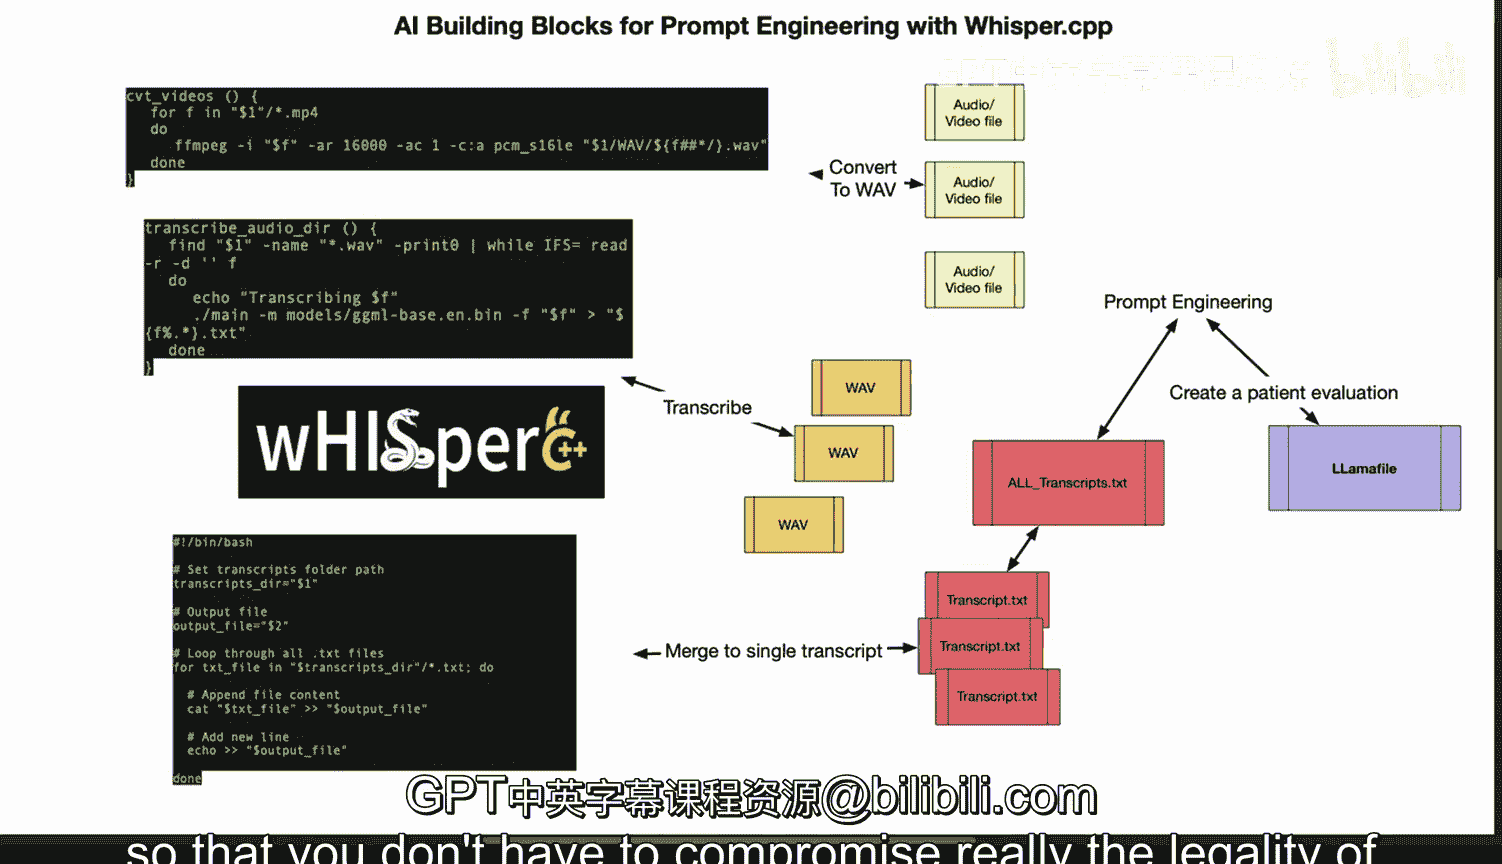 AI Building Blocks for Prompt Engineering with Whisper.cpp
cvt_videos () {
for f in "$1"/*.mp4
do
ffmpeg -i "$f" -ar 16000 -ac 1 -c:a pcm_s16le "$1/WAV/${f##*/}.wav"
done
}
Audio/
Video file
Convert
To WAV
Audio/
Video file
Audio/
Video file
transcribe_audio_dir () {
find "$1" -name "*.wav" -print0 | while IFS= read
-r -d '' f
do
echo "Transcribing $f"
./main -m models/ggml-base.en.bin -f "$f" > "$
{f%.*}.txt"
done
}
Prompt Engineering
Create a patient evaluation
Transcribe
WAV
WAV
WAV
wHISper C++
ALL_Transcripts.txt
LLamafile
#!/bin/bash
# Set transcripts folder path
transcripts_dir="$1"
# Output file
output_file="$2"
# Loop through all .txt files
for txt_file in "$transcripts_dir"/*.txt; do
# Append file content
cat "$txt_file" >> "$output_file"
# Add new line
echo >> "$output_file"
done
Merge to single transcript
Transcript.txt
Transcript.txt
Transcript.txt
GPT中英字幕课程资源@bilibili.com
so that you don't have to compromise really the legality of